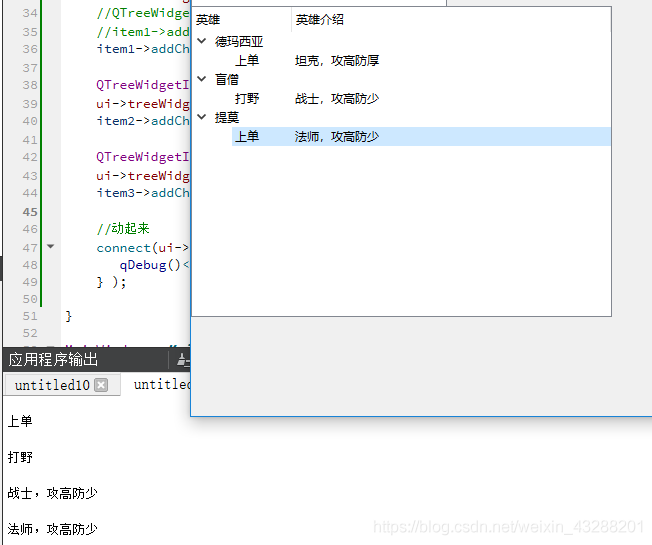 34 //QTreeWidge
35 //item1->add
36 item1->addCh
37
38 QTreeWidgetI
39 ui->treeWidg
40 item2->addCh
41
42 QTreeWidgetI
43 ui->treeWidg
44 item3->addCh
45
46 //动起来
47 connect(ui->
48 qDebug()<
49 } );
50
51 }
52
英雄 英雄介绍
德玛西亚
上单 坦克，攻高防厚
盲僧
打野 战士，攻高防少
提莫
上单 法师，攻高防少
应用程序输出
untitled10 untitled
上单
打野
战士，攻高防少
法师，攻高防少
https://blog.csdn.net/weixin_43288201